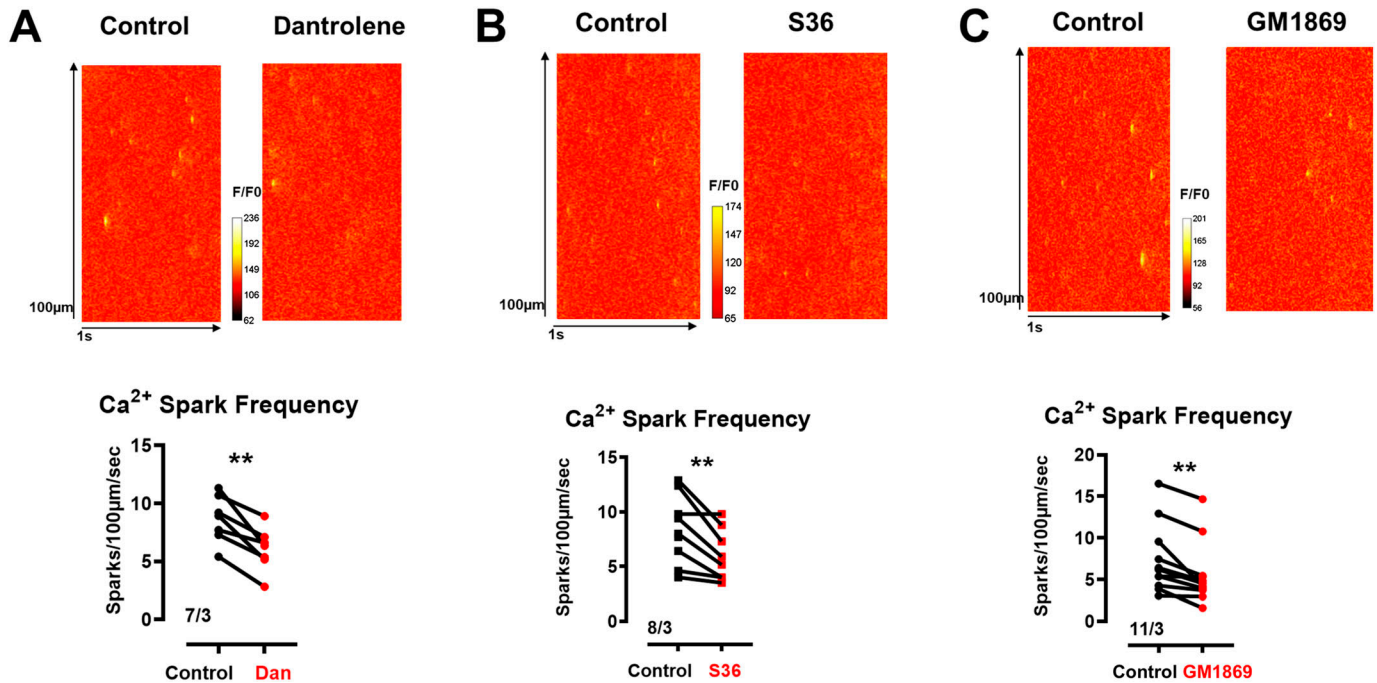 A
Control
Dantrolene
100µm
1s
F/F0
236
192
149
106
62
B
Control
S36
100µm
1s
F/F0
174
147
120
92
65
C
Control
GM1869
100µm
1s
F/F0
201
165
128
92
56
Ca2+ Spark Frequency
Sparks/100µm/sec
15
10
5
0
**
7/3
Control
Dan
Ca2+ Spark Frequency
Sparks/100µm/sec
15
10
5
0
**
8/3
Control
S36
Ca2+ Spark Frequency
Sparks/100µm/sec
20
15
10
5
0
**
11/3
Control
GM1869